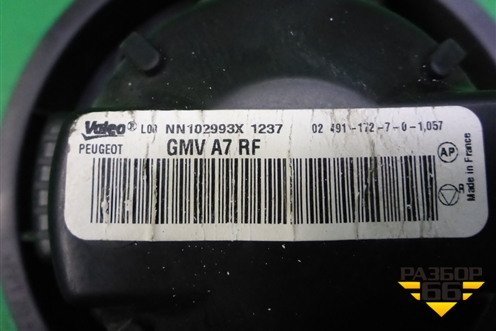 Valeo® L00 NN102993X 1237 02 491-172-7-0-1,057
PEUGEOT GMV A7 RF
AP
Made in France
R
РАЗБОР
66